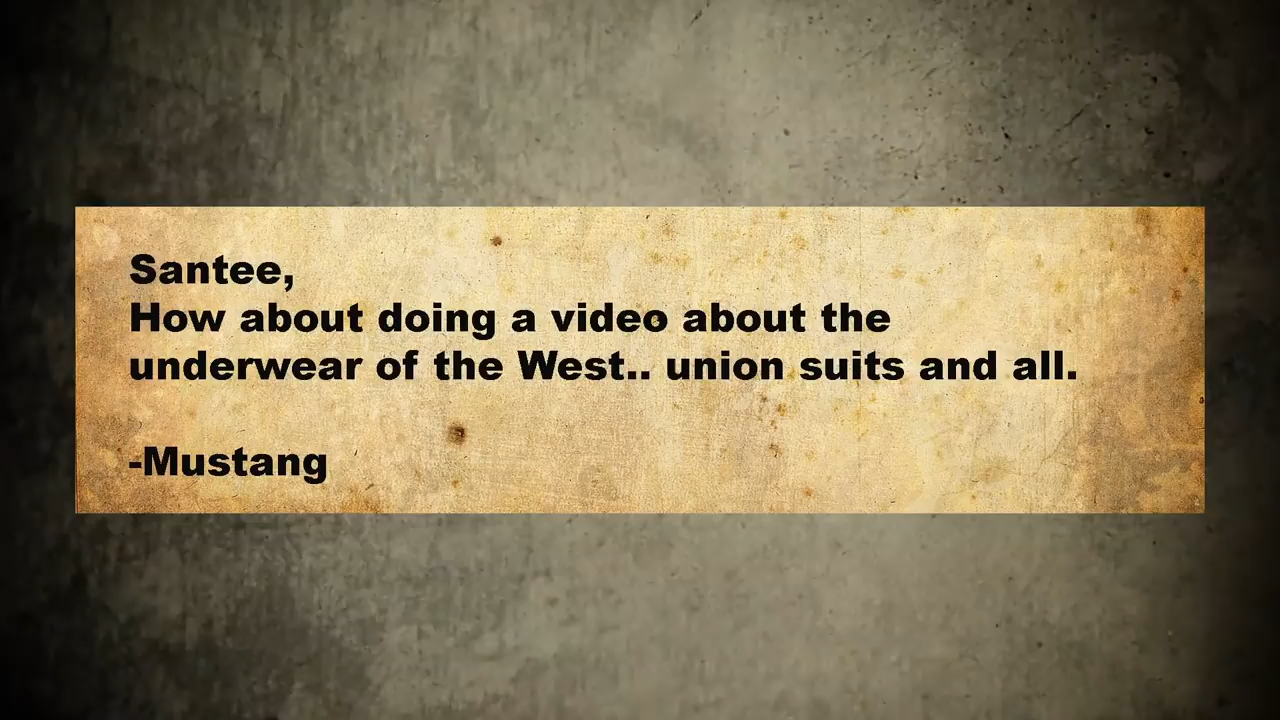 Santee,
How about doing a video about the
underwear of the West.. union suits and all.
-Mustang